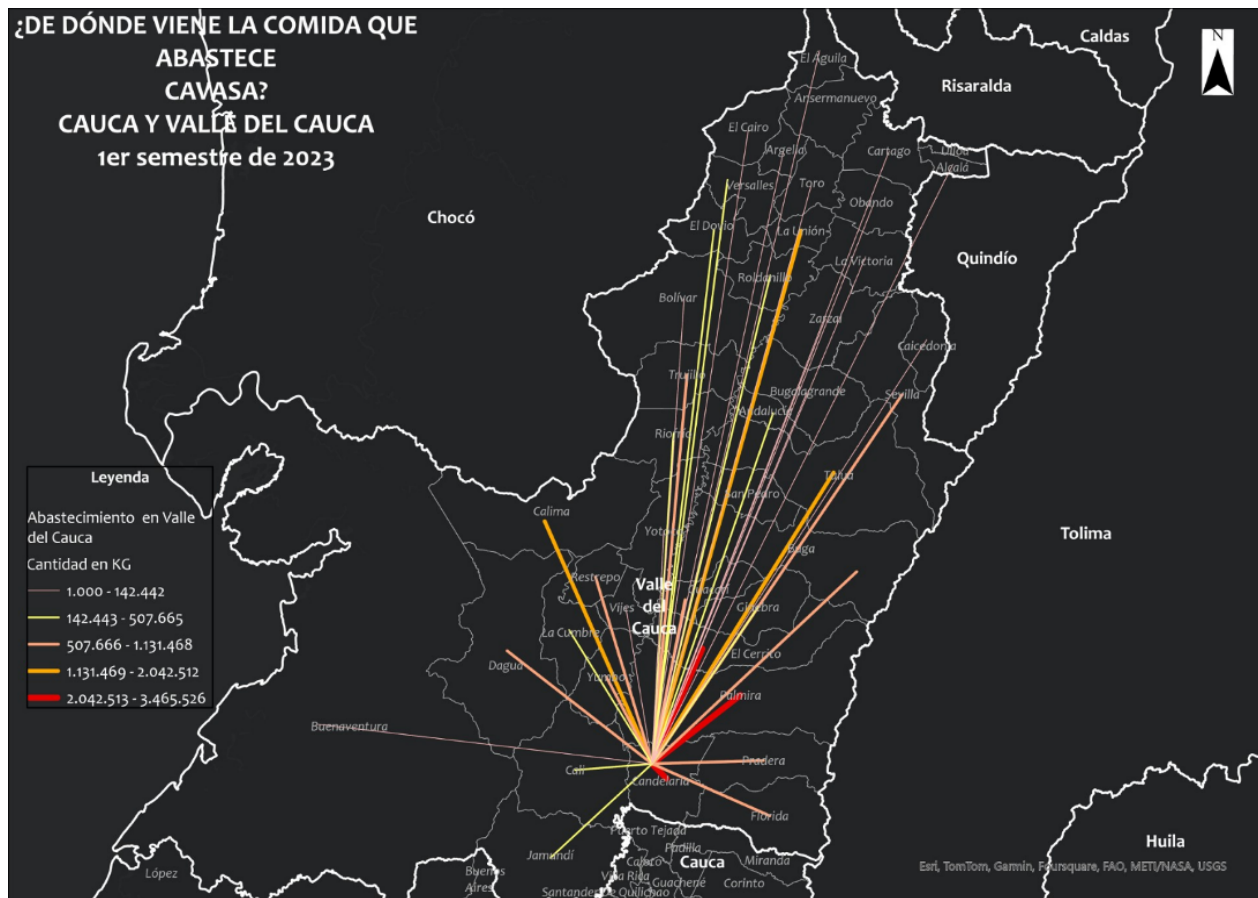 ¿DE DÓNDE VIENE LA COMIDA QUE
ABASTECE
CAVASA?
CAUCA Y VALLE DEL CAUCA
1er semestre de 2023
N
Caldas
Risaralda
Chocó
Quindío
Tolima
Huila
Valle
del
Cauca
Cauca
El Águila
Ansermanuevo
El Cairo
Argelia
Cartago
Ulloa
Alcalá
Versalles
Toro
Obando
El Dovio
La Unión
La Victoria
Roldanillo
Bolívar
Zarzal
Caicedonia
Trujillo
Bugalagrande
Sevilla
Andalucía
Riofrío
Tuluá
San Pedro
Calima
Yotoco
Buga
Restrepo
Vijes
Guacarí
Ginebra
La Cumbre
El Cerrito
Dagua
Yumbo
Palmira
Buenaventura
Cali
Pradera
Candelaria
Florida
Jamundí
Puerto Tejada
Padilla
Caloto
Miranda
Villa Rica
Guachené
Corinto
Santander De Quilichao
Buenos
Aires
López
Leyenda
Abastecimiento en Valle
del Cauca
Cantidad en KG
1.000 - 142.442
142.443 - 507.665
507.666 - 1.131.468
1.131.469 - 2.042.512
2.042.513 - 3.465.526
Esri, TomTom, Garmin, Foursquare, FAO, METI/NASA, USGS